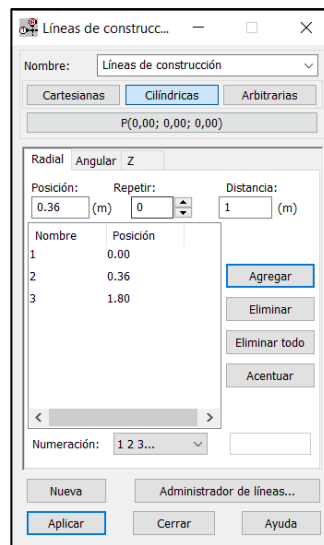 Líneas de construcc...
Nombre: Líneas de construcción
Cartesianas Cilíndricas Arbitrarias
P(0,00; 0,00; 0,00)
Radial Angular Z
Posición: Repetir: Distancia:
0.36 (m) 0 1 (m)
Nombre Posición
1 0.00
2 0.36
3 1.80
Agregar
Eliminar
Eliminar todo
Acentuar
Numeración: 1 2 3...
Nueva Administrador de líneas...
Aplicar Cerrar Ayuda